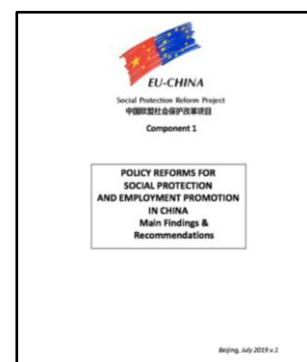 EU-CHINA
Social Protection Reform Project
中国欧盟社会保护改革项目
Component 1
POLICY REFORMS FOR
SOCIAL PROTECTION
AND EMPLOYMENT PROMOTION
IN CHINA
Main Findings &
Recommendations
Beijing, July 2019 v.1